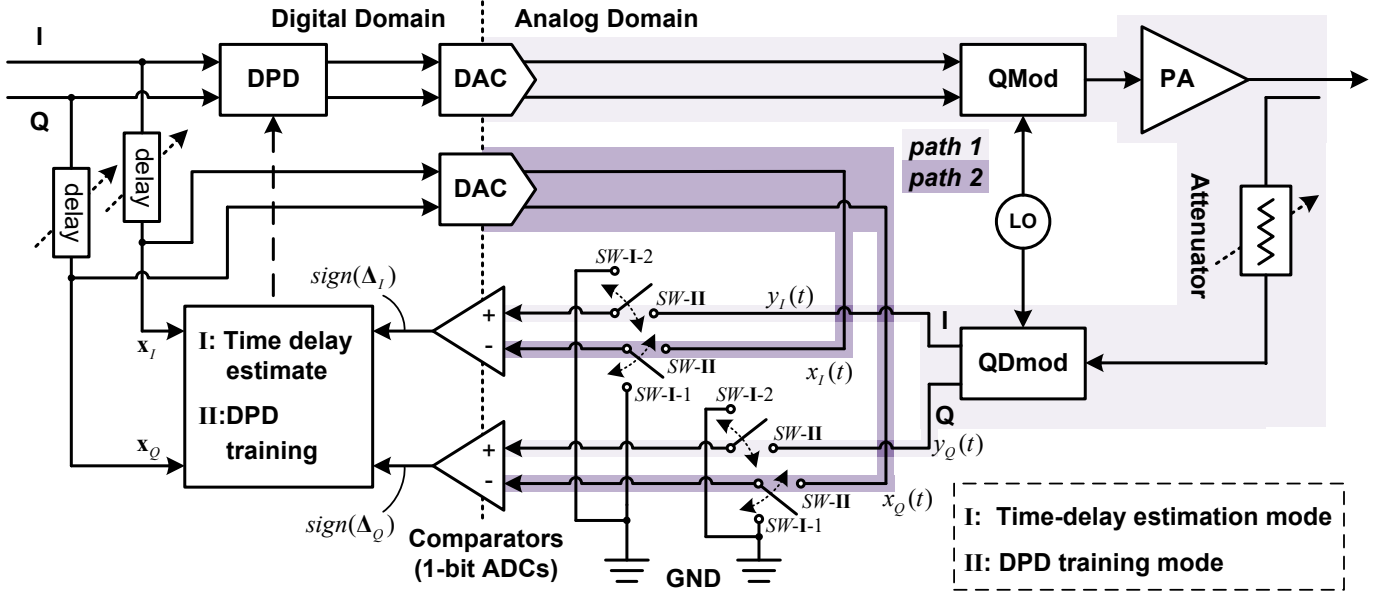 Digital Domain
Analog Domain
I
Q
DPD
DAC
QMod
PA
delay
delay
DAC
path 1
path 2
LO
Attenuator
SW-I-2
sign(Δ_I)
SW-II
y_I(t)
I
+
-
x_I
I: Time delay
estimate
II:DPD
training
SW-II
x_I(t)
QDmod
SW-I-1
SW-I-2
Q
x_Q
+
-
SW-II
y_Q(t)
SW-II
x_Q(t)
sign(Δ_Q)
SW-I-1
Comparators
(1-bit ADCs)
GND
I: Time-delay estimation mode
II: DPD training mode